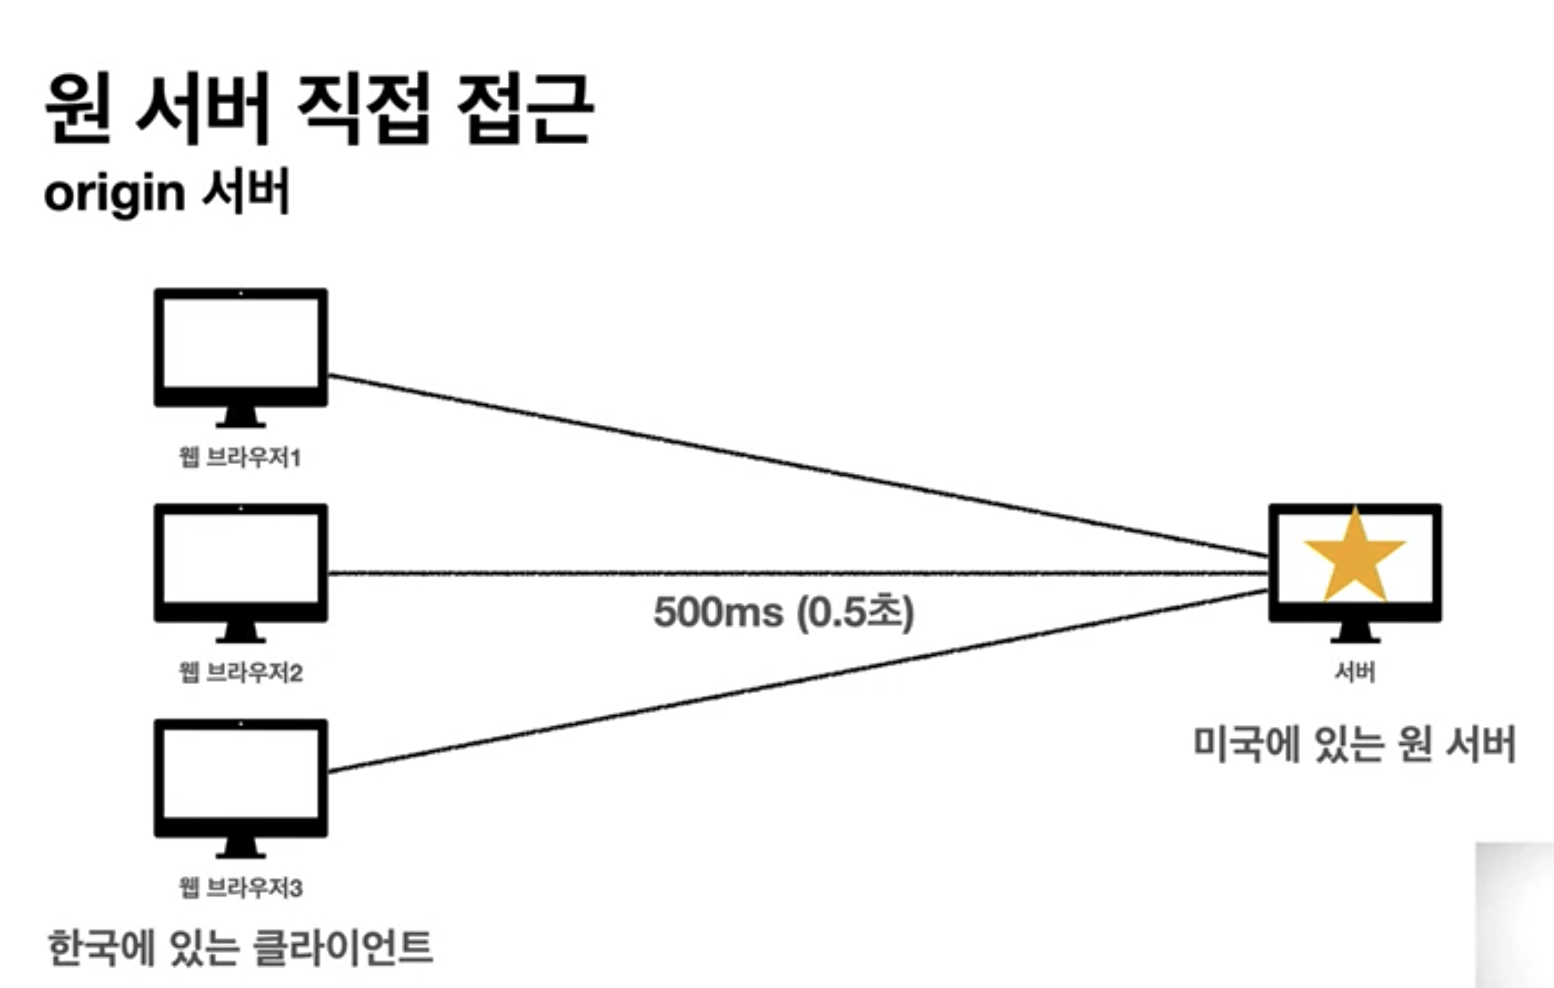 원 서버 직접 접근
origin 서버
웹 브라우저1
웹 브라우저2
500ms (0.5초)
서버
미국에 있는 원 서버
웹 브라우저3
한국에 있는 클라이언트